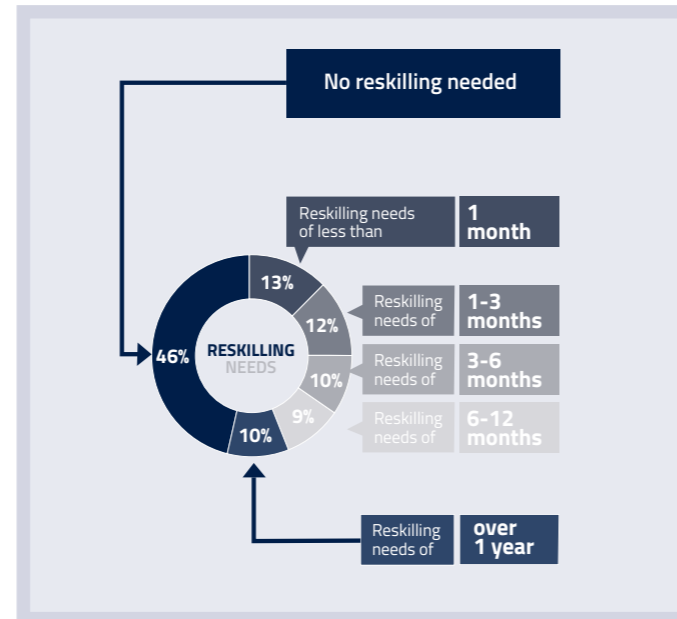 No reskilling needed
Reskilling needs
of less than
1
month
13%
Reskilling
needs of
1-3
months
12%
46%
RESKILLING
NEEDS
Reskilling
needs of
3-6
months
10%
Reskilling
needs of
6-12
months
9%
10%
Reskilling
needs of
over
1 year